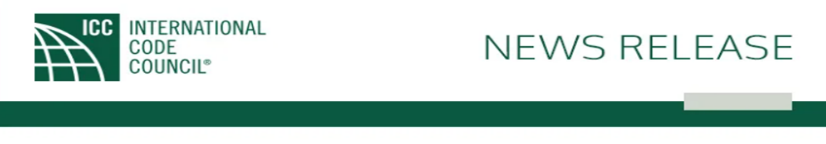 ICC INTERNATIONAL
CODE
COUNCIL®
NEWS RELEASE